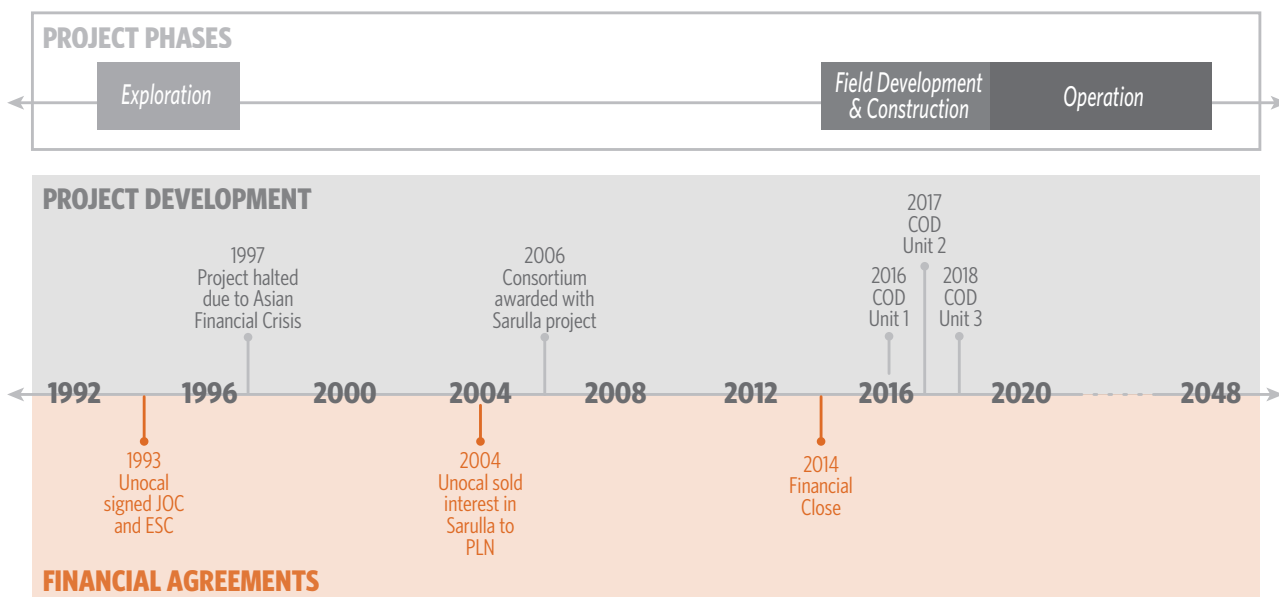 PROJECT PHASES
Exploration
Field Development
& Construction
Operation
PROJECT DEVELOPMENT
1997
Project halted
due to Asian
Financial Crisis
2006
Consortium
awarded with
Sarulla project
2016
COD
Unit 1
2017
COD
Unit 2
2018
COD
Unit 3
1992
1996
2000
2004
2008
2012
2016
2020
2048
1993
Unocal
signed JOC
and ESC
2004
Unocal sold
interest in
Sarulla to
PLN
2014
Financial
Close
FINANCIAL AGREEMENTS